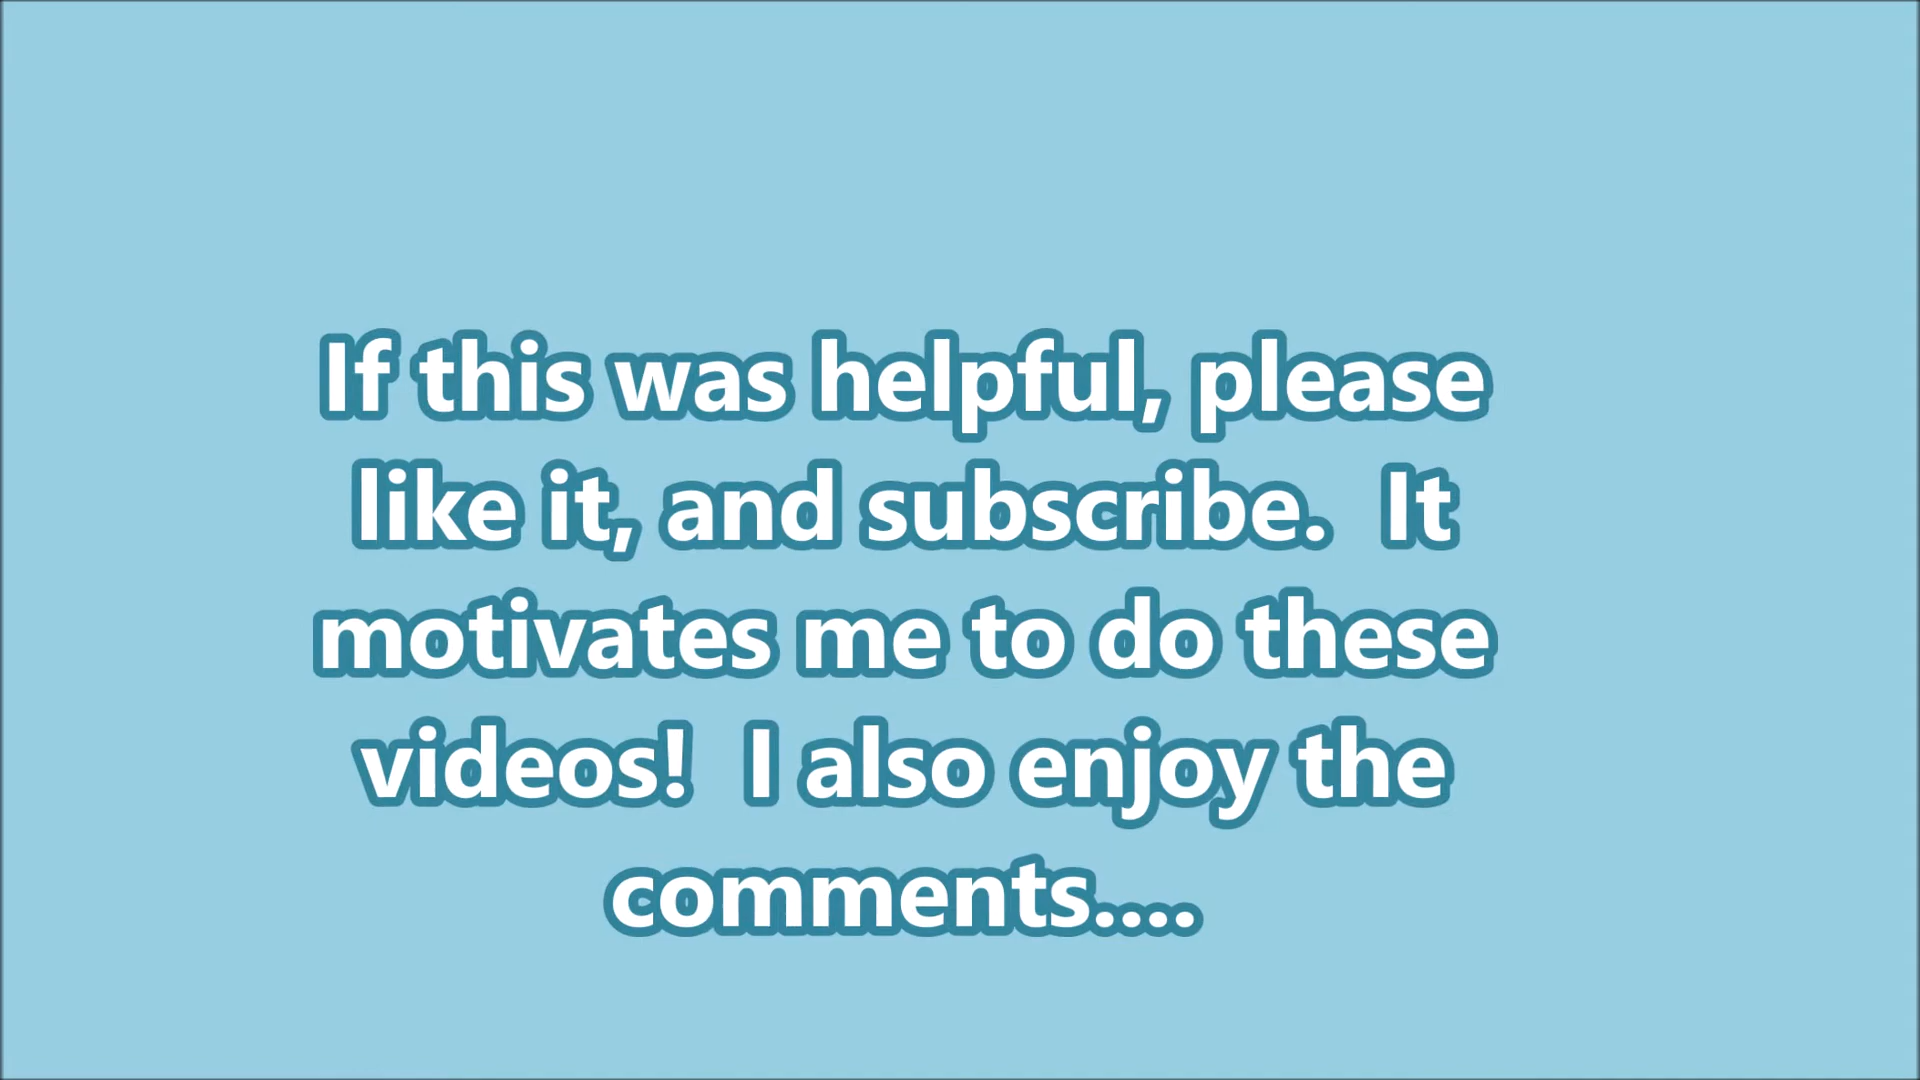 If this was helpful, please
like it, and subscribe.  It
motivates me to do these
videos!  I also enjoy the
comments....